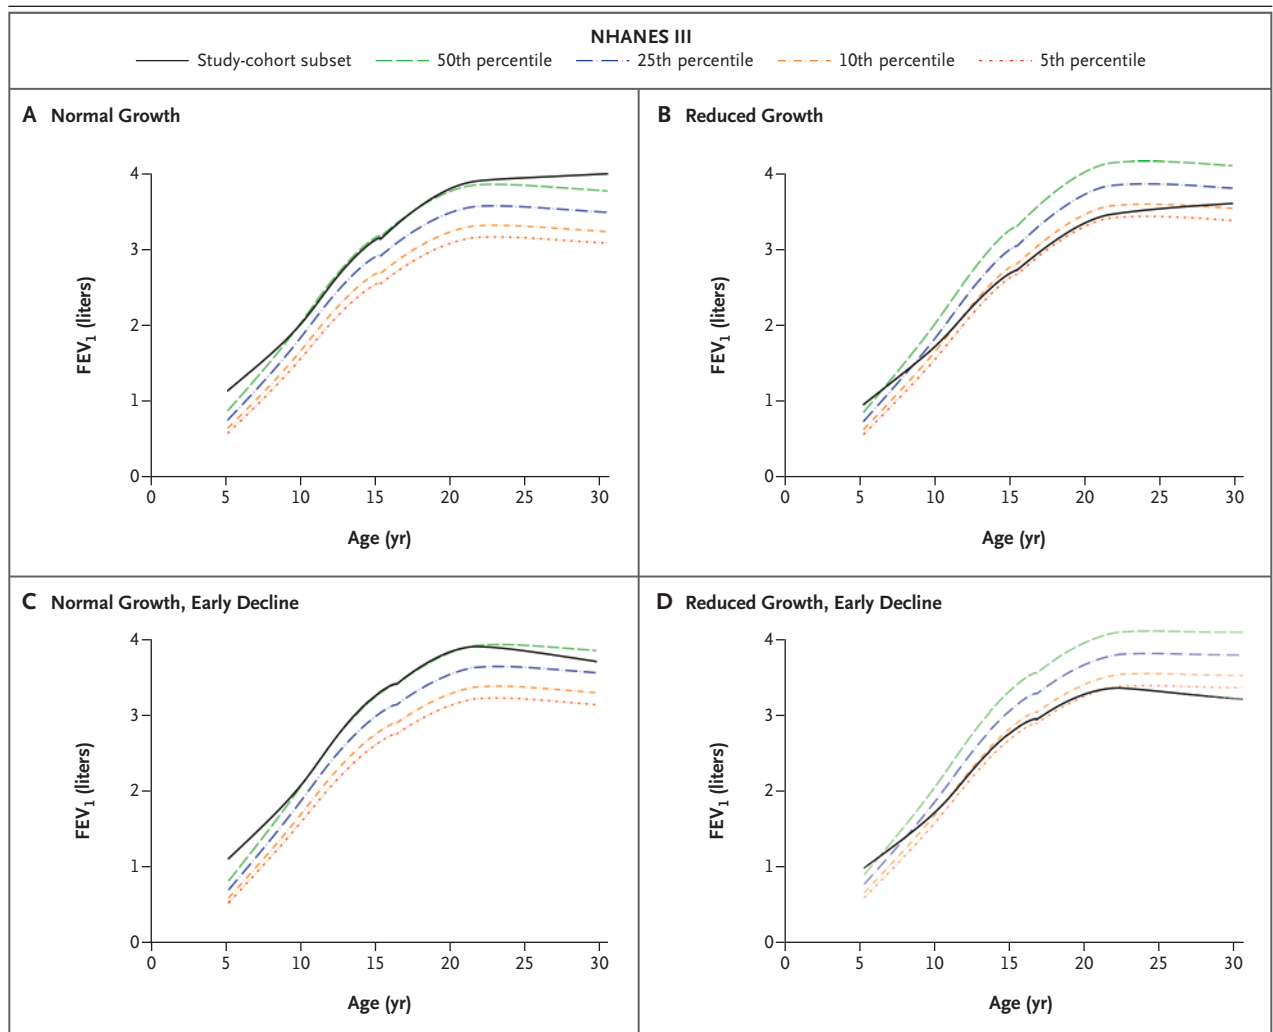 NHANES III
Study-cohort subset 50th percentile 25th percentile 10th percentile 5th percentile
A Normal Growth
4
3
2
1
0
FEV1 (liters)
0 5 10 15 20 25 30
Age (yr)
B Reduced Growth
4
3
2
1
0
FEV1 (liters)
0 5 10 15 20 25 30
Age (yr)
C Normal Growth, Early Decline
4
3
2
1
0
FEV1 (liters)
0 5 10 15 20 25 30
Age (yr)
D Reduced Growth, Early Decline
4
3
2
1
0
FEV1 (liters)
0 5 10 15 20 25 30
Age (yr)